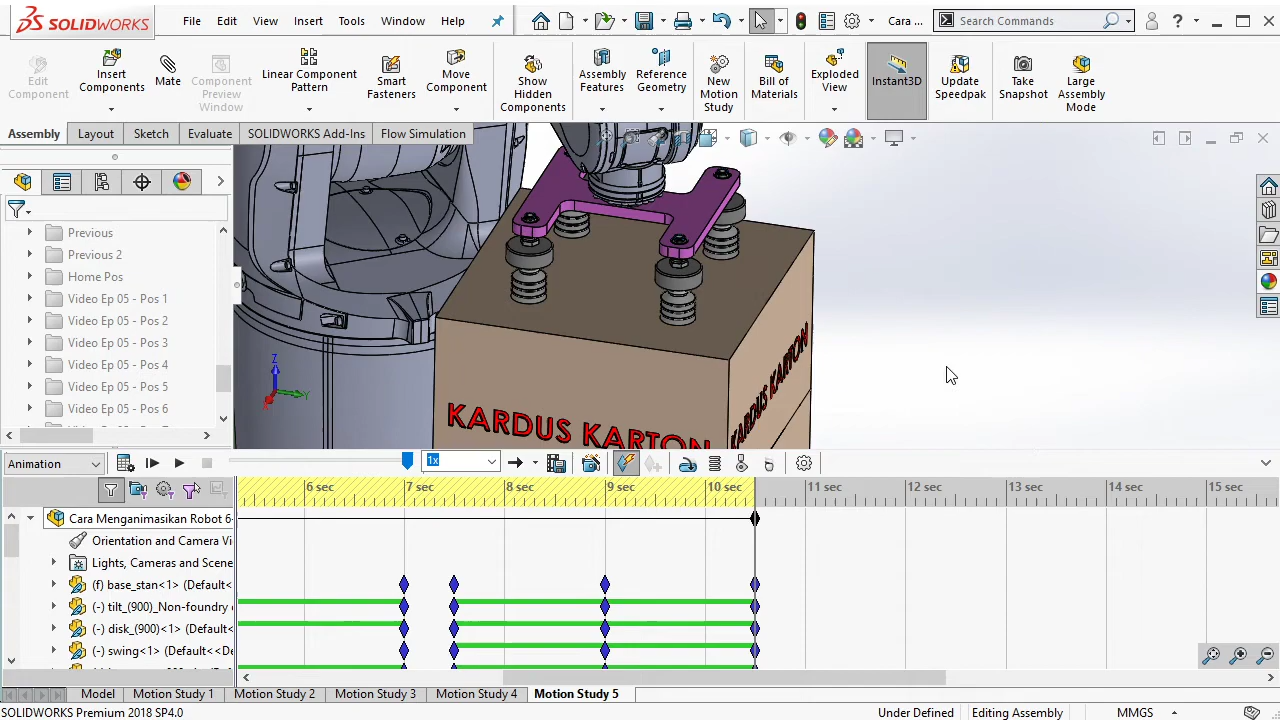 SOLIDWORKS
File Edit View Insert Tools Window Help
Cara ...
Search Commands
Edit Component
Insert Components
Mate
Component Preview Window
Linear Component Pattern
Smart Fasteners
Move Component
Show Hidden Components
Assembly Features
Reference Geometry
New Motion Study
Bill of Materials
Exploded View
Instant3D
Update Speedpak
Take Snapshot
Large Assembly Mode
Assembly Layout Sketch Evaluate SOLIDWORKS Add-Ins Flow Simulation
Previous
Previous 2
Home Pos
Video Ep 05 - Pos 1
Video Ep 05 - Pos 2
Video Ep 05 - Pos 3
Video Ep 05 - Pos 4
Video Ep 05 - Pos 5
Video Ep 05 - Pos 6
Z
Y
X
KARDUS KARTON
KARDUS KARTON
Animation
1x
6 sec 7 sec 8 sec 9 sec 10 sec 11 sec 12 sec 13 sec 14 sec 15 sec
Cara Menganimasikan Robot 6-
Orientation and Camera Vi
Lights, Cameras and Scene
(f) base_stan<1> (Default<
(-) tilt_(900)_Non-foundry
(-) disk_(900)<1> (Default<
(-) swing<1> (Default<<De
Model Motion Study 1 Motion Study 2 Motion Study 3 Motion Study 4 Motion Study 5
SOLIDWORKS Premium 2018 SP4.0
Under Defined Editing Assembly MMGS